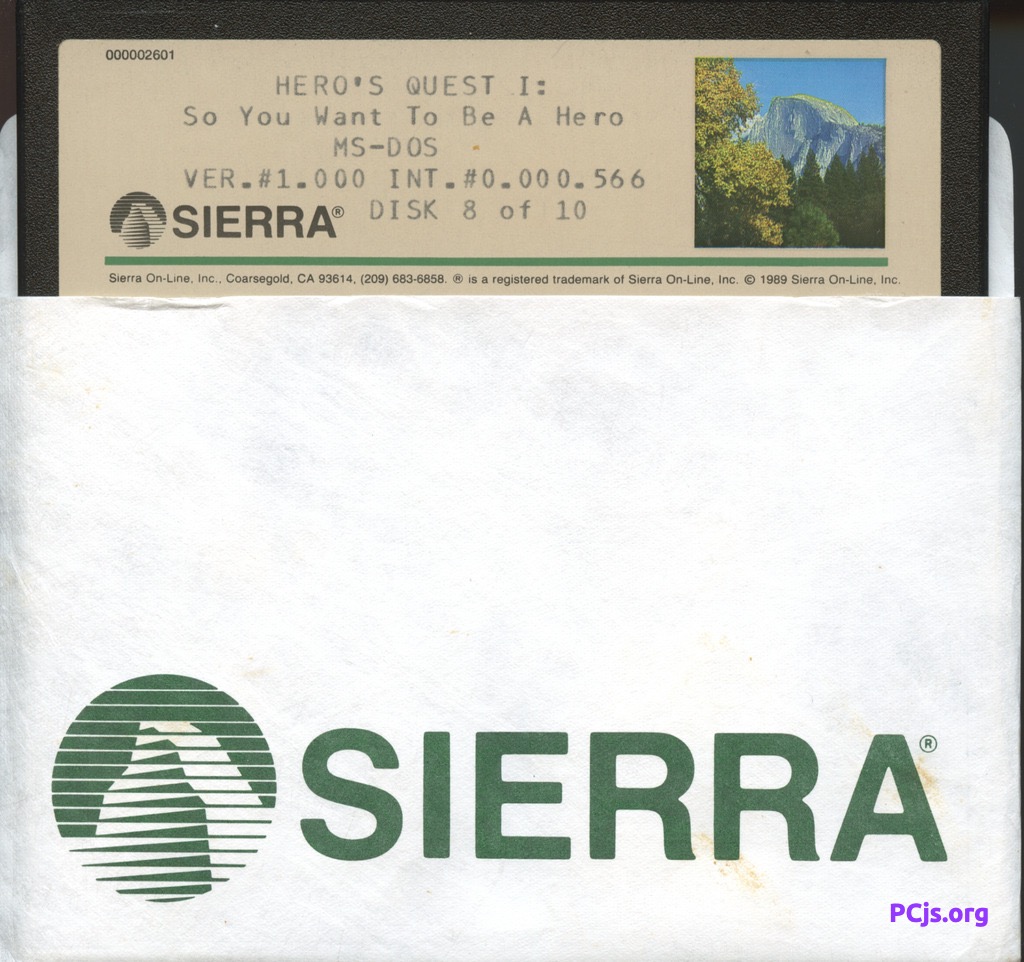 000002601
HERO'S QUEST I:
So You Want To Be A Hero
MS-DOS
VER.#1.000 INT.#0.000.566
SIERRA® DISK 8 of 10
Sierra On-Line, Inc., Coarsegold, CA 93614, (209) 683-6858. ® is a registered trademark of Sierra On-Line, Inc. © 1989 Sierra On-Line, Inc.
SIERRA®
PCjs.org